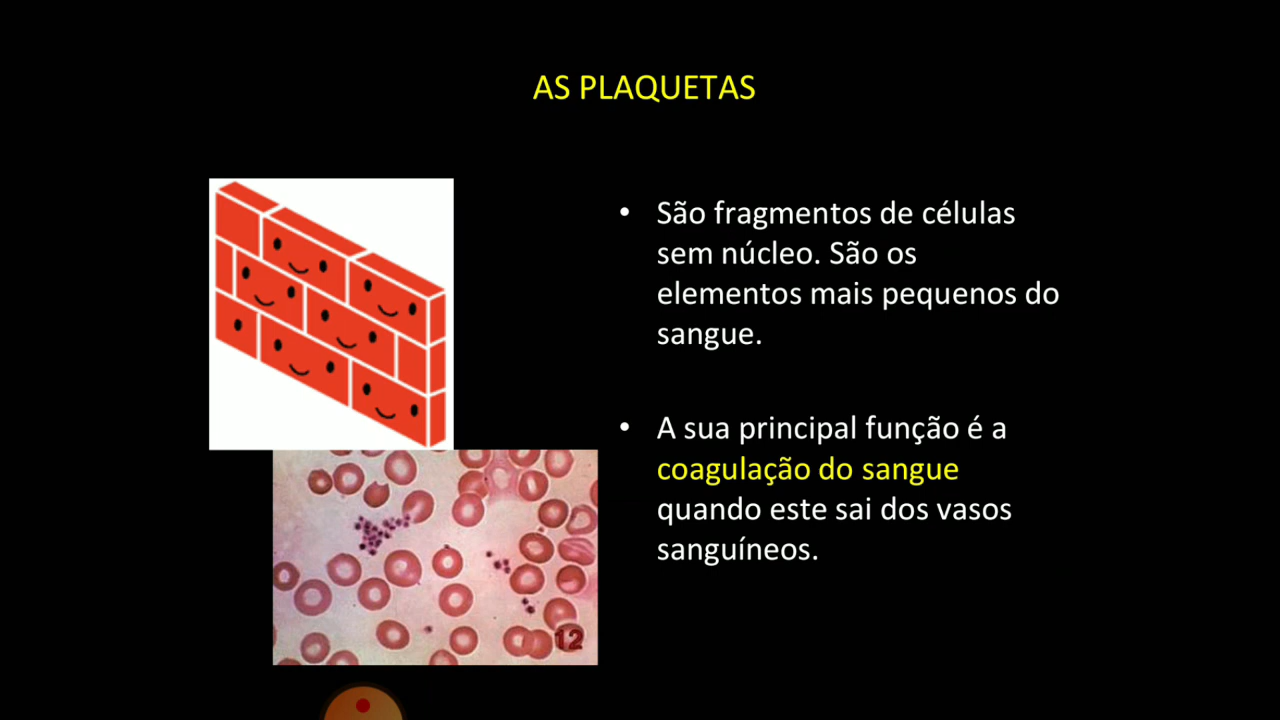 AS PLAQUETAS
• São fragmentos de células
sem núcleo. São os
elementos mais pequenos do
sangue.
• A sua principal função é a
coagulação do sangue
quando este sai dos vasos
sanguíneos.
12